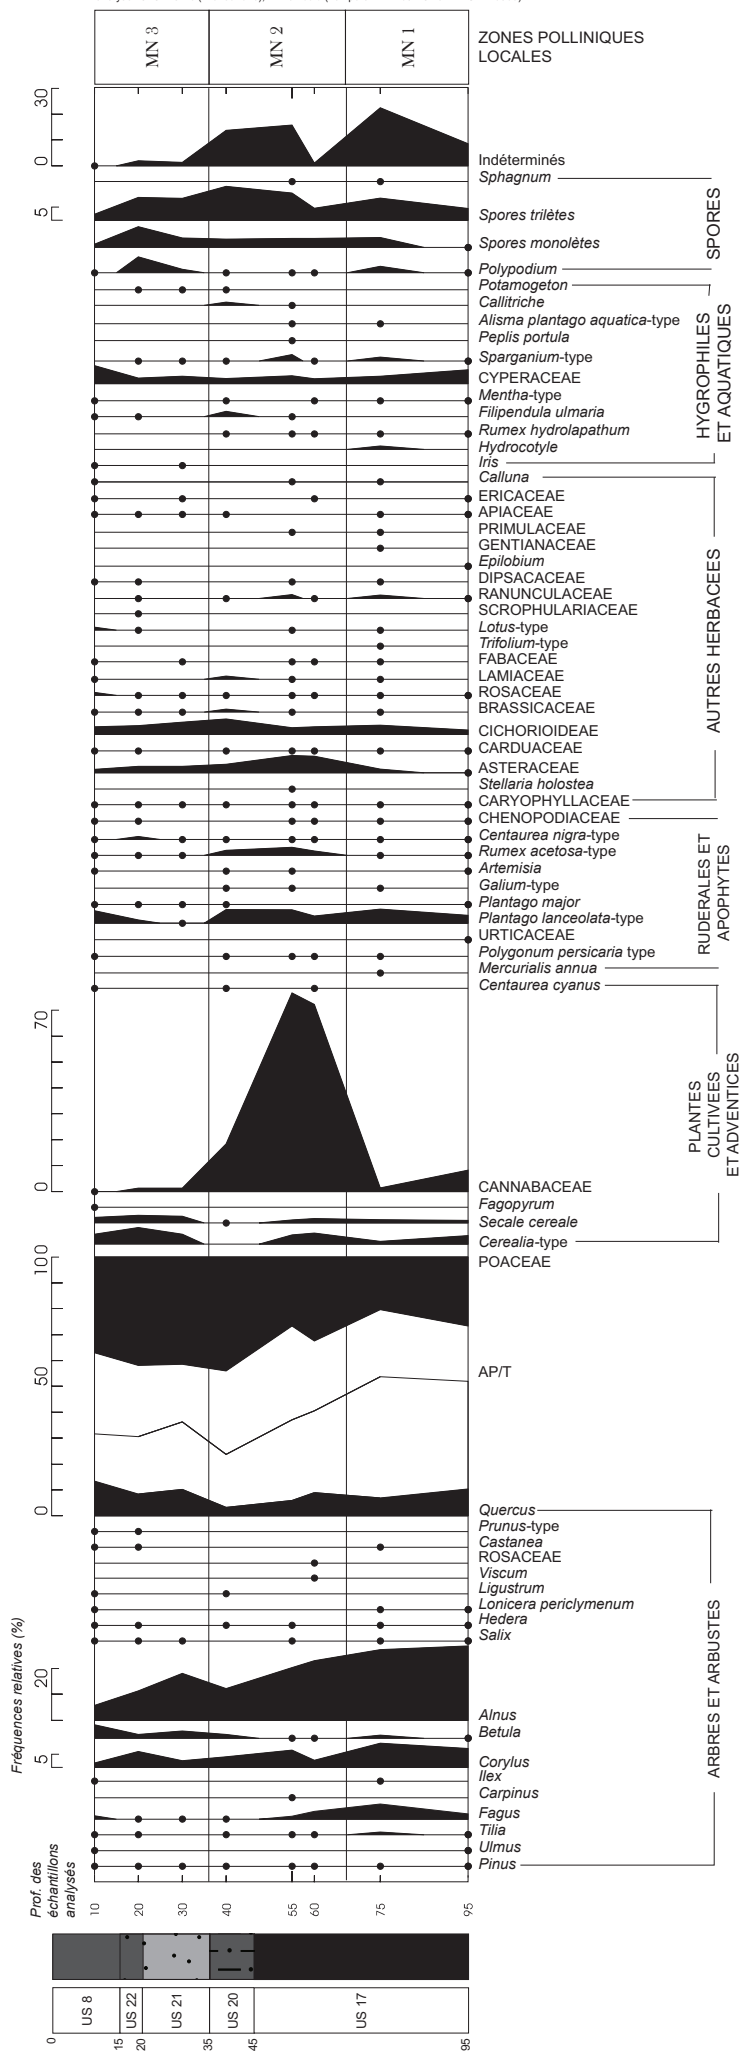 ZONES POLLINIQUES
LOCALES
MN 3
MN 2
MN 1
30
0
Indéterminés
Sphagnum
5
Spores trilètes
Spores monolètes
Polypodium
SPORES
Potamogeton
Callitriche
Alisma plantago aquatica-type
Peplis portula
Sparganium-type
CYPERACEAE
Mentha-type
Filipendula ulmaria
Rumex hydrolapathum
Hydrocotyle
Iris
HYGROPHILES
ET AQUATIQUES
Calluna
ERICACEAE
APIACEAE
PRIMULACEAE
GENTIANACEAE
Epilobium
DIPSACACEAE
RANUNCULACEAE
SCROPHULARIACEAE
Lotus-type
Trifolium-type
FABACEAE
LAMIACEAE
ROSACEAE
BRASSICACEAE
CICHORIOIDEAE
CARDUACEAE
ASTERACEAE
Stellaria holostea
CARYOPHYLLACEAE
AUTRES HERBACEES
CHENOPODIACEAE
Centaurea nigra-type
Rumex acetosa-type
Artemisia
Galium-type
Plantago major
Plantago lanceolata-type
URTICACEAE
Polygonum persicaria type
Mercurialis annua
RUDERALES ET
APOPHYTES
Centaurea cyanus
70
0
CANNABACEAE
Fagopyrum
Secale cereale
Cerealia-type
PLANTES
CULTIVEES
ET ADVENTICES
100
POACEAE
50
AP/T
0
Quercus
Prunus-type
Castanea
ROSACEAE
Viscum
Ligustrum
Lonicera periclymenum
Hedera
Salix
20
Alnus
Betula
5
Corylus
Ilex
Carpinus
Fagus
Tilia
Ulmus
Pinus
ARBRES ET ARBUSTES
Fréquences relatives (%)
Prof. des
échantillons
analysés
10
20
30
40
55
60
75
95
US 8
US 22
US 21
US 20
US 17
0
15
20
35
45
95